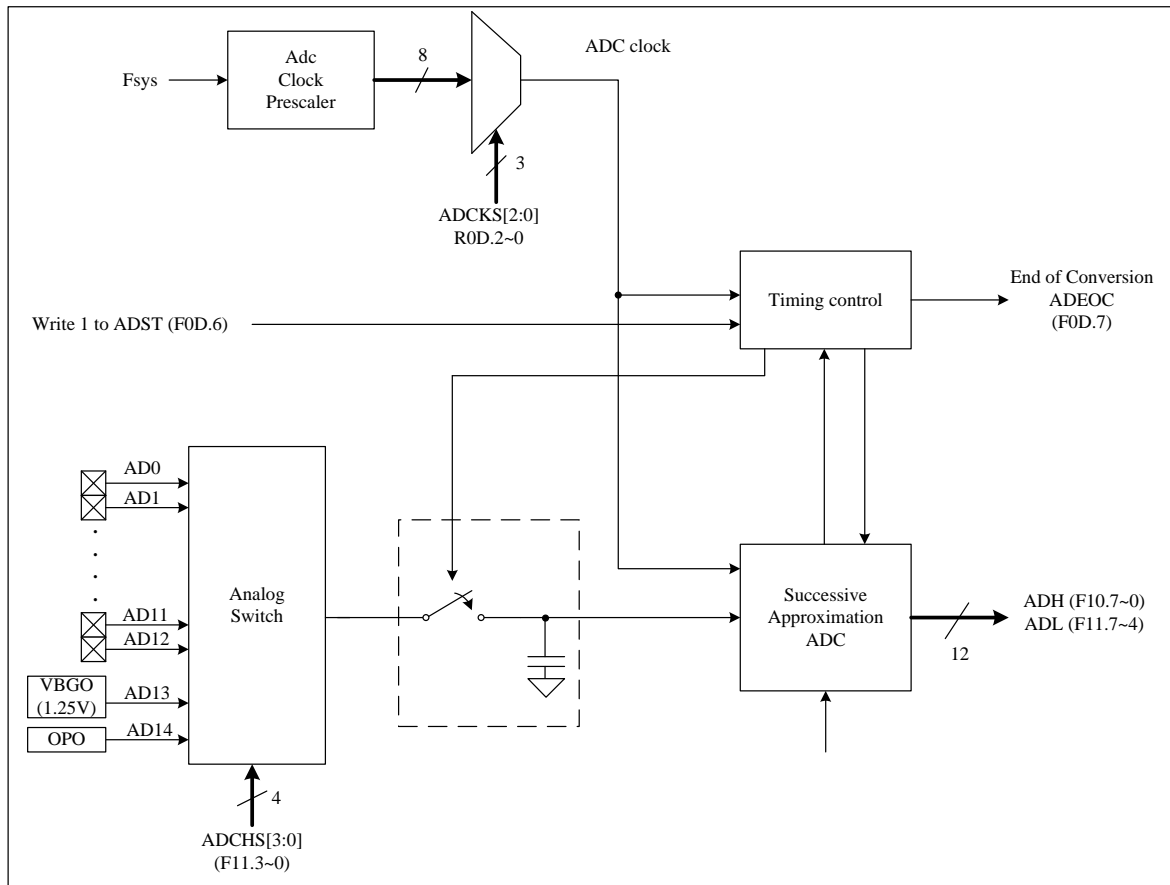 Adc
Clock
Prescaler
Fsys
8
ADC clock
3
ADCKS[2:0]
R0D.2~0
Timing control
End of Conversion
ADEOC
(F0D.7)
Write 1 to ADST (F0D.6)
AD0
AD1
AD11
AD12
VBGO
(1.25V)
AD13
OPO
AD14
Analog
Switch
4
ADCHS[3:0]
(F11.3~0)
Successive
Approximation
ADC
12
ADH (F10.7~0)
ADL (F11.7~4)